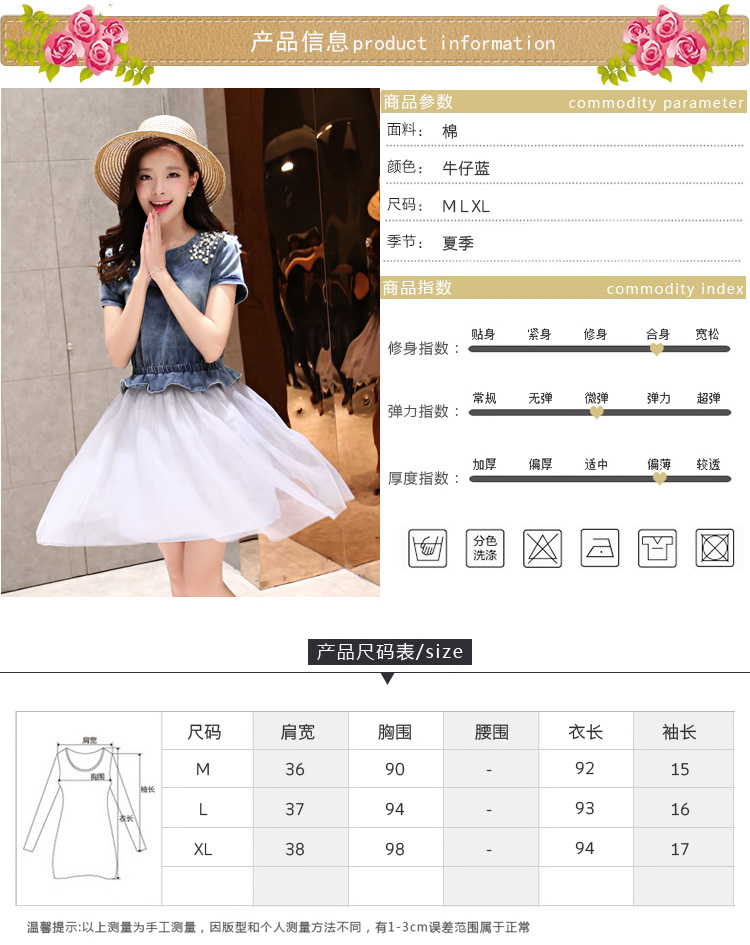 产品信息product information
商品参数 commodity parameter
面料: 棉
颜色: 牛仔蓝
尺码: M L XL
季节: 夏季
商品指数 commodity index
贴身 紧身 修身 合身 宽松
修身指数：
常规 无弹 微弹 弹力 超弹
弹力指数：
加厚 偏厚 适中 偏薄 较透
厚度指数：
分色
洗涤
产品尺码表/size
尺码 肩宽 胸围 腰围 衣长 袖长
M 36 90 - 92 15
L 37 94 - 93 16
XL 38 98 - 94 17
肩宽
胸围
袖长
衣长
温馨提示:以上测量为手工测量，因版型和个人测量方法不同，有1-3cm误差范围属于正常